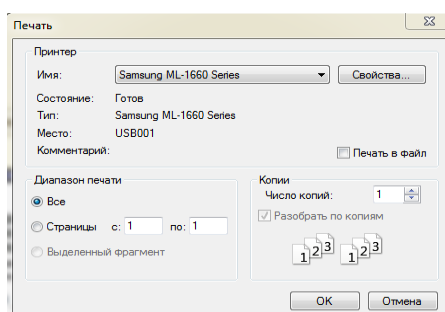 Печать
Принтер
Имя: Samsung ML-1660 Series Свойства...
Состояние: Готов
Тип: Samsung ML-1660 Series
Место: USB001
Комментарий: Печать в файл
Диапазон печати
Все
Страницы с: 1 по: 1
Выделенный фрагмент
Копии
Число копий: 1
Разобрать по копиям
1 2 3 1 2 3
OK Отмена